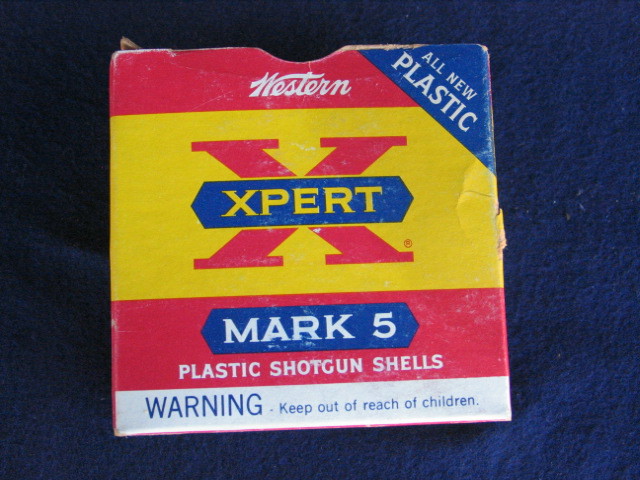 Western
ALL NEW
PLASTIC
XPERT
X
®
MARK 5
PLASTIC SHOTGUN SHELLS
WARNING - Keep out of reach of children.